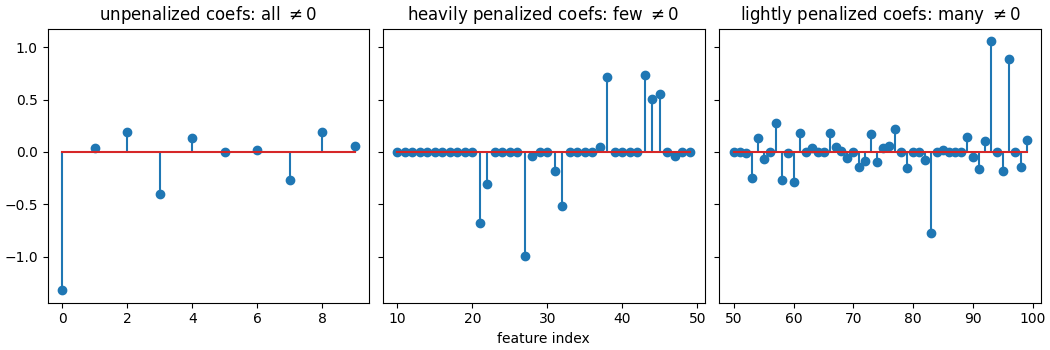 unpenalized coefs: all ≠0
heavily penalized coefs: few ≠0
lightly penalized coefs: many ≠0
1.0
0.5
0.0
−0.5
−1.0
0 2 4 6 8
10 20 30 40 50
50 60 70 80 90 100
feature index